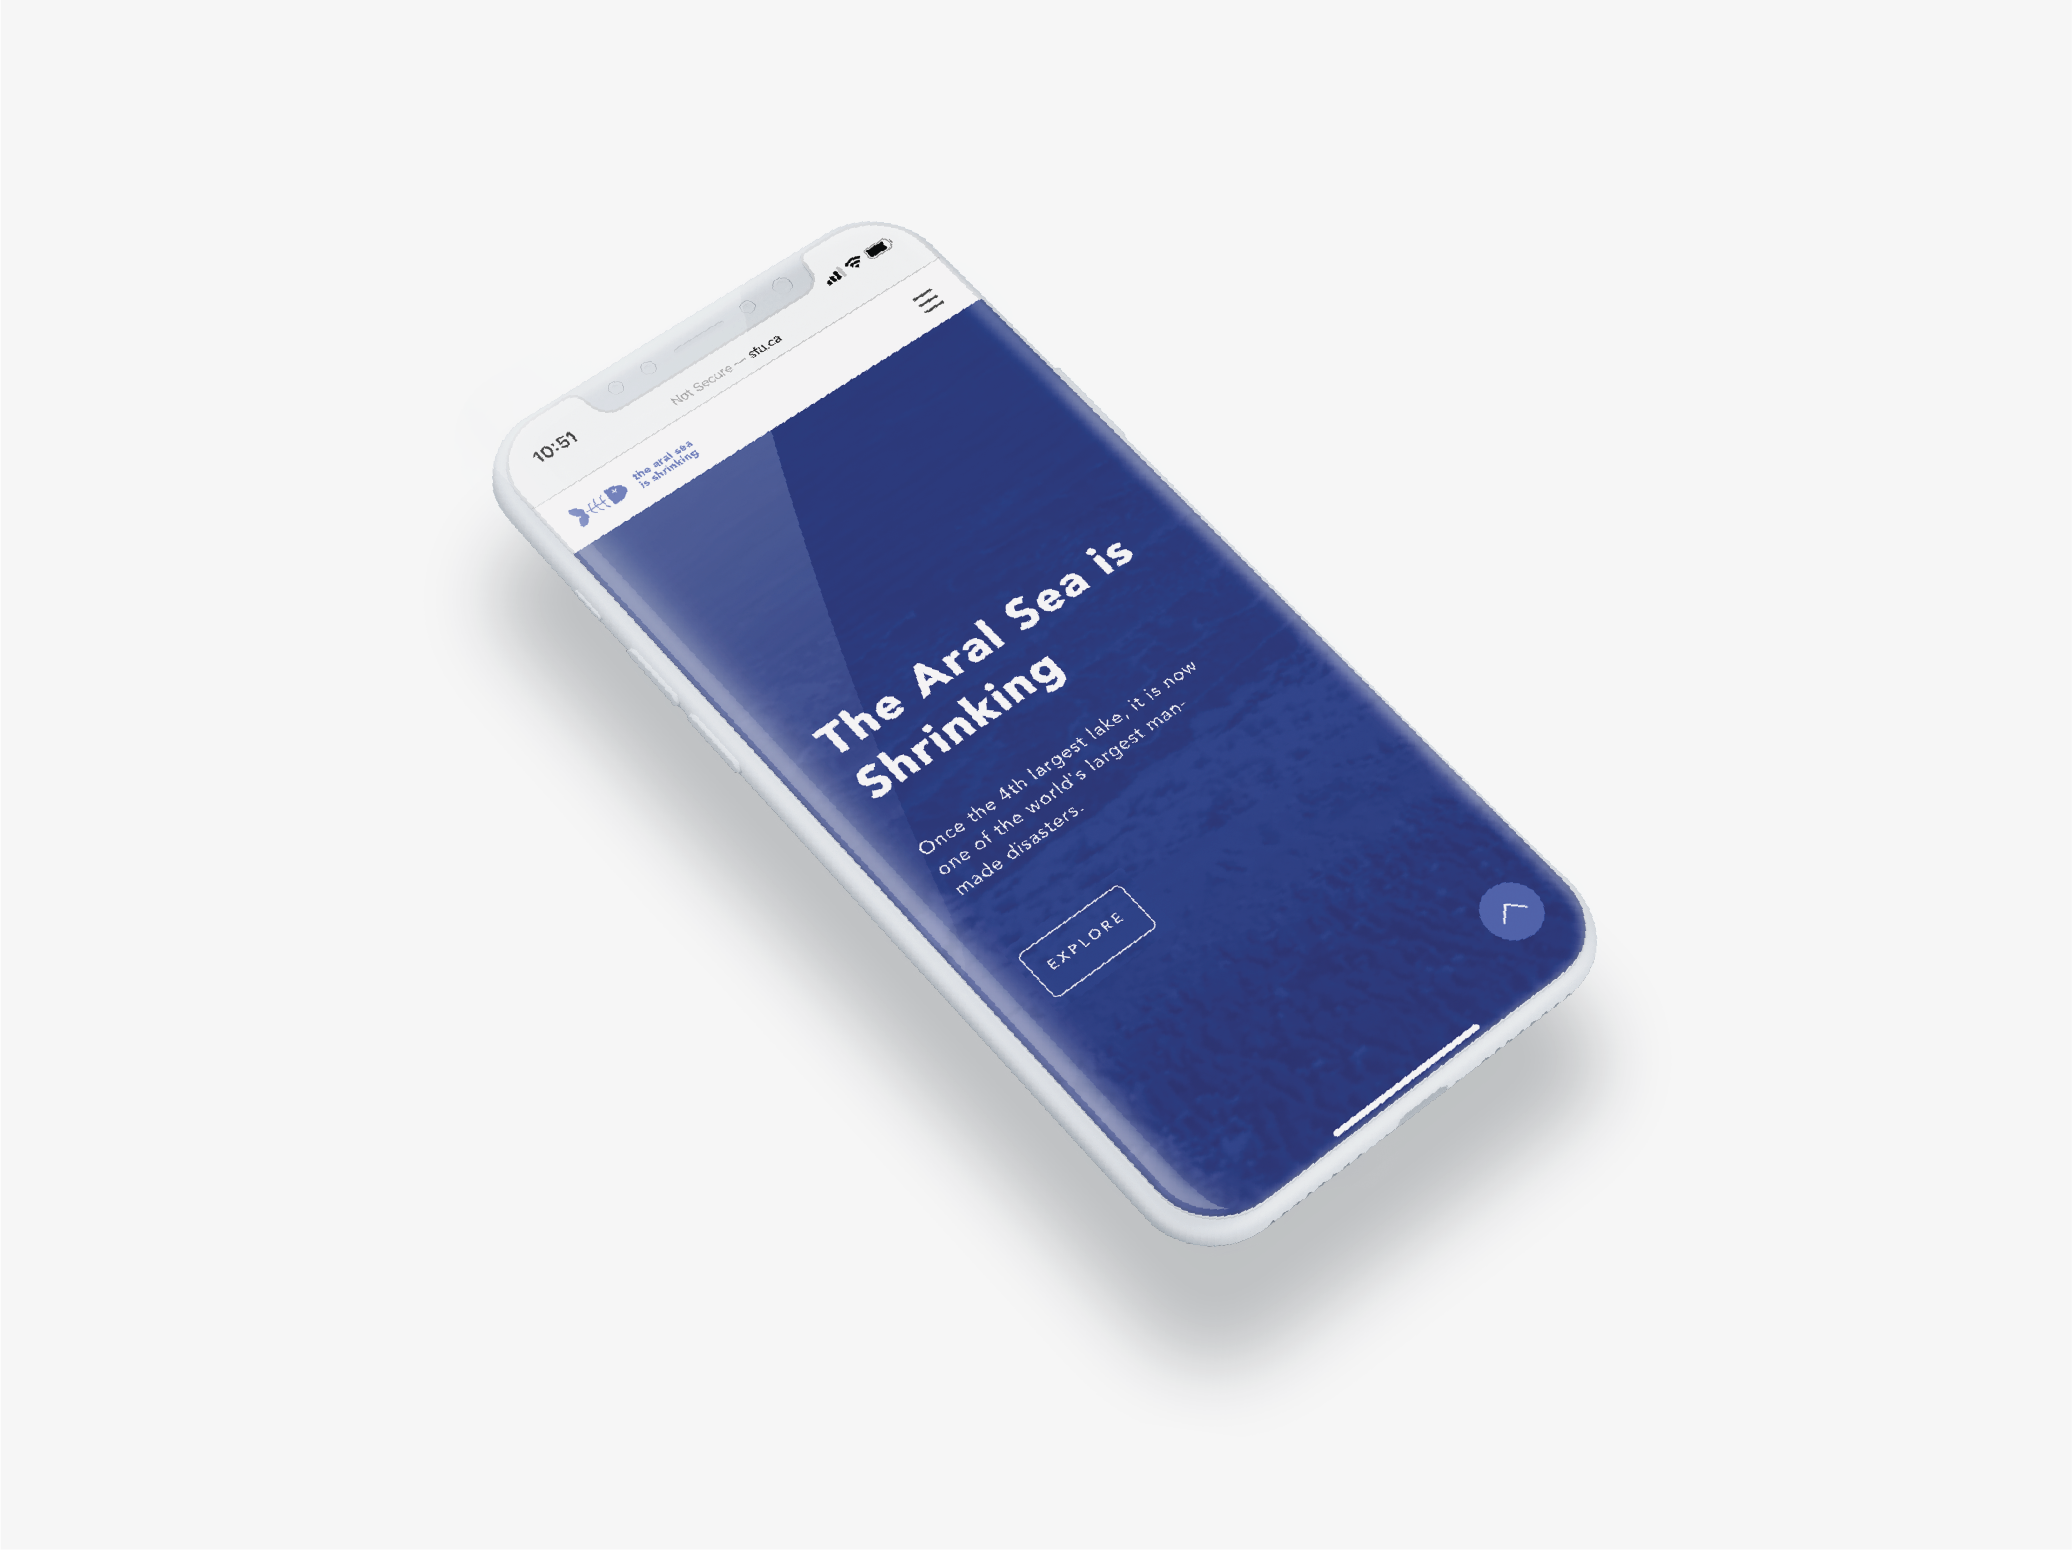 10:51
Not Secure — sfu.ca
the aral sea
is shrinking
The Aral Sea is
Shrinking
Once the 4th largest lake, it is now
one of the world's largest man-
made disasters.
EXPLORE